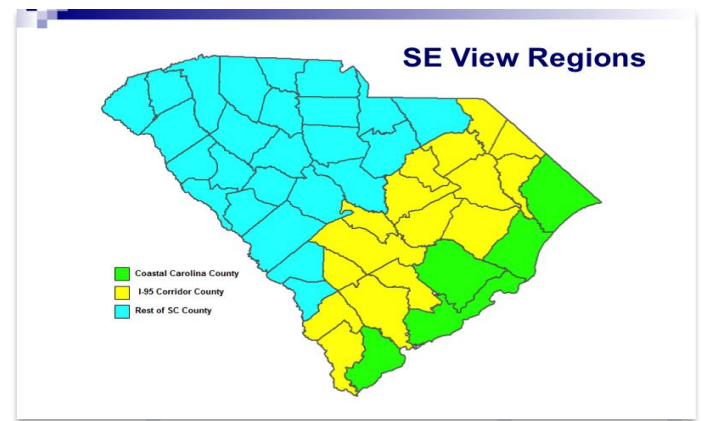 SE View Regions
Coastal Carolina County
I-95 Corridor County
Rest of SC County